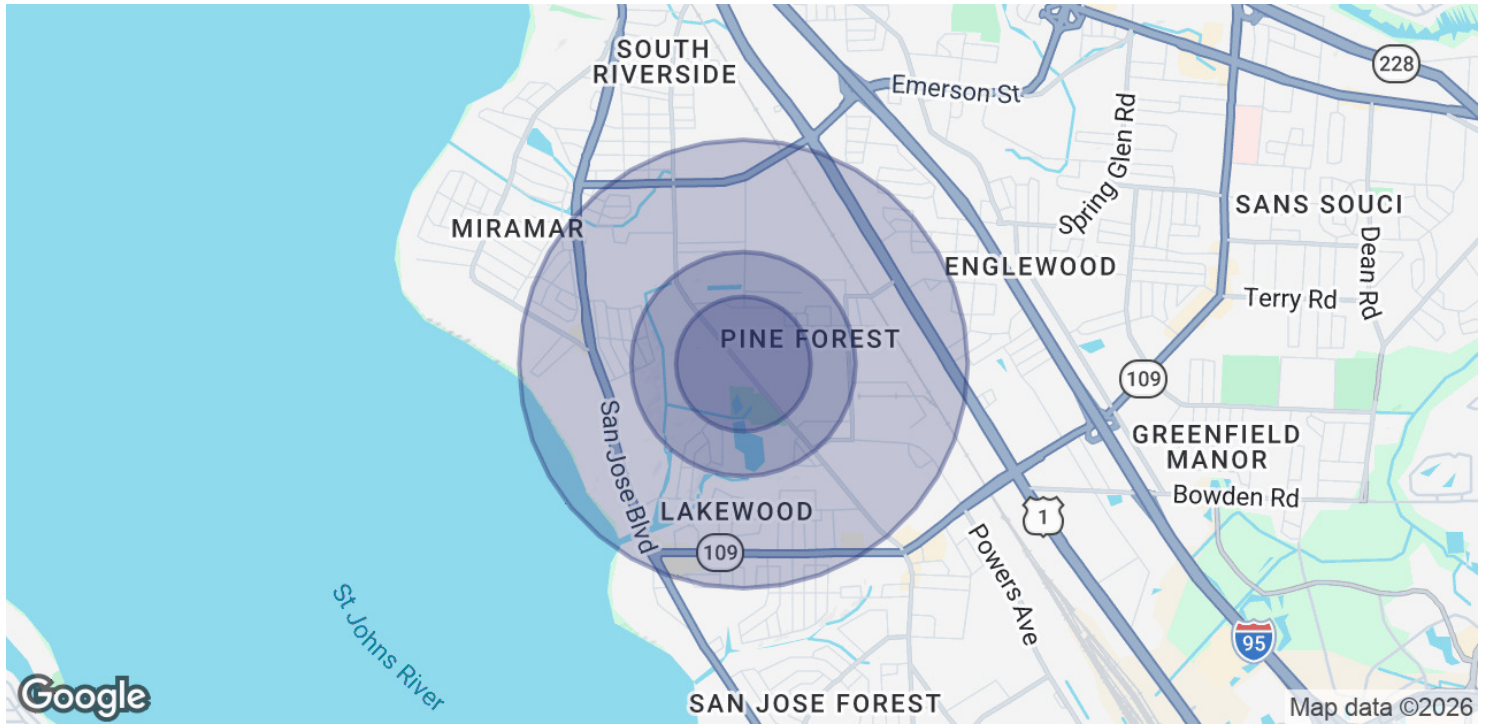 SOUTH
RIVERSIDE
Emerson St
228
Spring Glen Rd
MIRAMAR
SANS SOUCI
Dean Rd
ENGLEWOOD
Terry Rd
PINE FOREST
109
San Jose Blvd
GREENFIELD
MANOR
Bowden Rd
LAKEWOOD
1
109
Powers Ave
St Johns River
95
SAN JOSE FOREST
Google
Map data ©2026